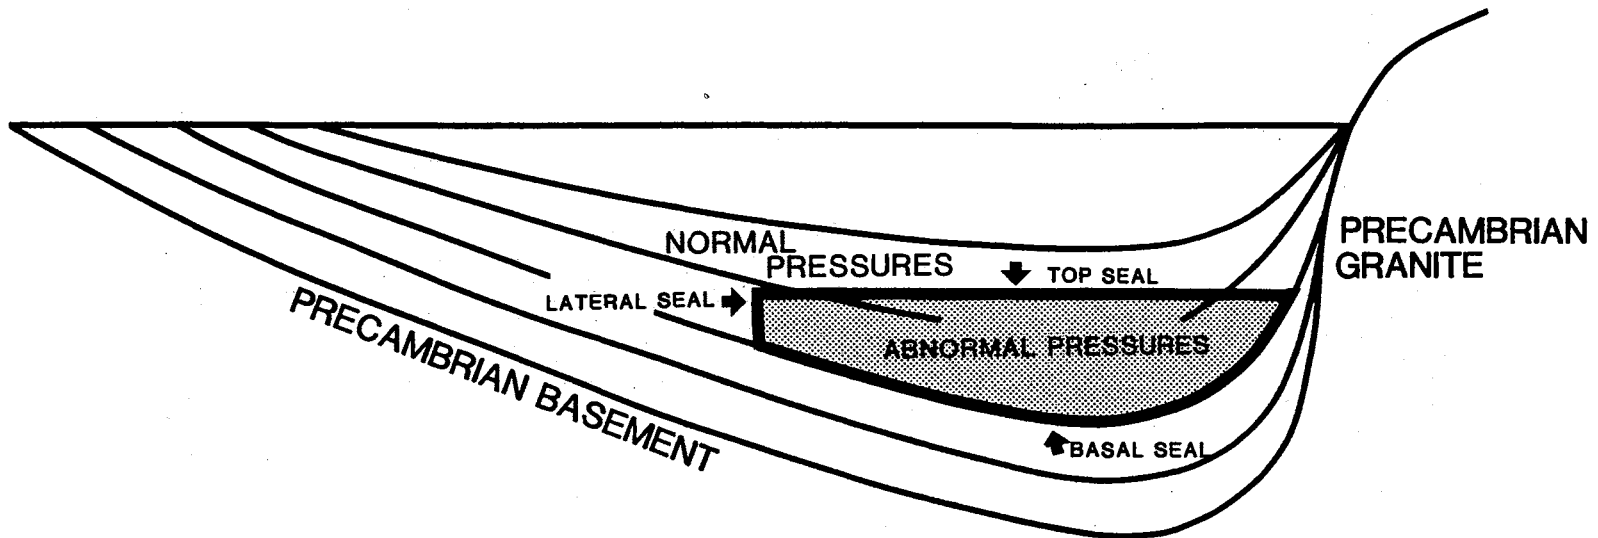 NORMAL
PRESSURES
TOP SEAL
PRECAMBRIAN
GRANITE
LATERAL SEAL
ABNORMAL PRESSURES
PRECAMBRIAN BASEMENT
BASAL SEAL